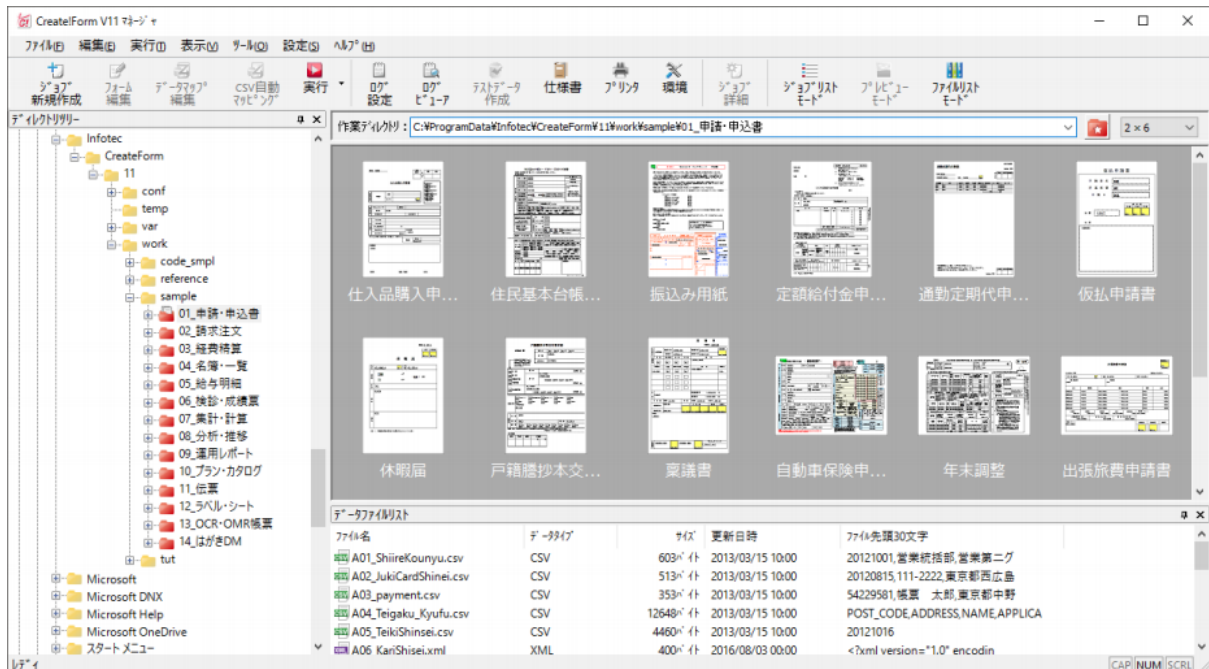 Create!Form V11 ﾏﾈｰｼﾞｬ
ﾌｧｲﾙ(F) 編集(E) 実行(I) 表示(V) ﾂｰﾙ(O) 設定(S) ﾍﾙﾌﾟ(H)
ｼﾞｮﾌﾞ 新規作成
ﾌｫｰﾑ 編集
ﾃﾞｰﾀﾏｯﾌﾟ 編集
CSV自動 ﾏｯﾋﾟﾝｸﾞ
実行
ﾛｸﾞ 設定
ﾛｸﾞ ﾋﾞｭｰｱ
ﾃｽﾄﾃﾞｰﾀ 作成
仕様書
ﾌﾟﾘﾝﾀ
環境
ｼﾞｮﾌﾞ 詳細
ｼﾞｮﾌﾞﾘｽﾄ ﾓｰﾄﾞ
ﾌﾟﾚﾋﾞｭｰ ﾓｰﾄﾞ
ﾌｧｲﾙﾘｽﾄ ﾓｰﾄﾞ
ﾃﾞｨﾚｸﾄﾘﾂﾘｰ
Infotec
CreateForm
11
conf
temp
var
work
code_smpl
reference
sample
01_申請・申込書
02_請求注文
03_経費精算
04_名簿・一覧
05_給与明細
06_検診・成績票
07_集計・計算
08_分析・推移
09_運用レポート
10_プラン・カタログ
11_伝票
12_ラベル・シート
13_OCR・OMR帳票
14_はがきDM
tut
Microsoft
Microsoft DNX
Microsoft Help
Microsoft OneDrive
スタート メニュー
作業ﾃﾞｨﾚｸﾄﾘ : C:¥ProgramData¥Infotec¥CreateForm¥11¥work¥sample¥01_申請・申込書
2×6
仕入品購入申...
住民基本台帳...
振込み用紙
定額給付金申...
通勤定期代申...
仮払申請書
休暇届
戸籍謄抄本交...
稟議書
自動車保険申...
年末調整
出張旅費申請書
ﾃﾞｰﾀﾌｧｲﾙﾘｽﾄ
ﾌｧｲﾙ名 ﾃﾞｰﾀﾀｲﾌﾟ ｻｲｽﾞ 更新日時 ﾌｧｲﾙ先頭30文字
A01_ShiireKounyu.csv CSV 603ﾊﾞｲﾄ 2013/03/15 10:00 20121001,営業統括部,営業第二グ
A02_JukiCardShinei.csv CSV 513ﾊﾞｲﾄ 2013/03/15 10:00 20120815,111-2222,東京都西広島
A03_payment.csv CSV 353ﾊﾞｲﾄ 2013/03/15 10:00 54229581,帳票 太郎,東京都中野
A04_Teigaku_Kyufu.csv CSV 12648ﾊﾞｲﾄ 2013/03/15 10:00 POST_CODE,ADDRESS,NAME,APPLICA
A05_TeikiShinsei.csv CSV 4460ﾊﾞｲﾄ 2013/03/15 10:00 20121016
A06_KariShisei.xml XML 400ﾊﾞｲﾄ 2016/08/03 00:00 <?xml version="1.0" encodin
ﾚﾃﾞｨ
CAP NUM SCRL